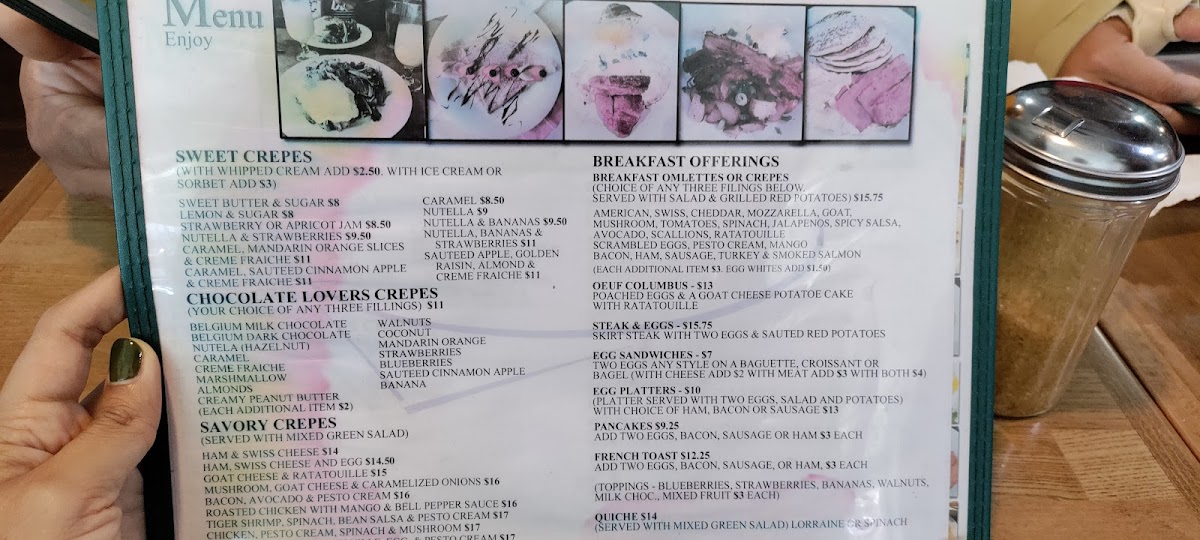 Menu
Enjoy
SWEET CREPES
(WITH WHIPPED CREAM ADD $2.50. WITH ICE CREAM OR
SORBET ADD $3)
SWEET BUTTER & SUGAR $8
LEMON & SUGAR $8
STRAWBERRY OR APRICOT JAM $8.50
NUTELLA & STRAWBERRIES $9.50
CARAMEL, MANDARIN ORANGE SLICES
& CREME FRAICHE $11
CARAMEL, SAUTEED CINNAMON APPLE
& CREME FRAICHE $11
CARAMEL $8.50
NUTELLA $9
NUTELLA & BANANAS $9.50
NUTELLA, BANANAS &
STRAWBERRIES $11
SAUTEED APPLE, GOLDEN
RAISIN, ALMOND &
CREME FRAICHE $11
CHOCOLATE LOVERS CREPES
(YOUR CHOICE OF ANY THREE FILLINGS) $11
BELGIUM MILK CHOCOLATE
BELGIUM DARK CHOCOLATE
NUTELA (HAZELNUT)
CARAMEL
CREME FRAICHE
MARSHMALLOW
ALMONDS
CREAMY PEANUT BUTTER
(EACH ADDITIONAL ITEM $2)
WALNUTS
COCONUT
MANDARIN ORANGE
STRAWBERRIES
BLUEBERRIES
SAUTEED CINNAMON APPLE
BANANA
SAVORY CREPES
(SERVED WITH MIXED GREEN SALAD)
HAM & SWISS CHEESE $14
HAM, SWISS CHEESE AND EGG $14.50
GOAT CHEESE & RATATOUILLE $15
MUSHROOM, GOAT CHEESE & CARAMELIZED ONIONS $16
BACON, AVOCADO & PESTO CREAM $16
ROASTED CHICKEN WITH MANGO & BELL PEPPER SAUCE $16
TIGER SHRIMP, SPINACH, BEAN SALSA & PESTO CREAM $17
CHICKEN, PESTO CREAM, SPINACH & MUSHROOM $17
EGG & PESTO CREAM $17
BREAKFAST OFFERINGS
BREAKFAST OMLETTES OR CREPES
(CHOICE OF ANY THREE FILINGS BELOW.
SERVED WITH SALAD & GRILLED RED POTATOES) $15.75
AMERICAN, SWISS, CHEDDAR, MOZZARELLA, GOAT,
MUSHROOM, TOMATOES, SPINACH, JALAPENOS, SPICY SALSA,
AVOCADO, SCALLIONS, RATATOUILLE
SCRAMBLED EGGS, PESTO CREAM, MANGO
BACON, HAM, SAUSAGE, TURKEY & SMOKED SALMON
(EACH ADDITIONAL ITEM $3. EGG WHITES ADD $1.50)
OEUF COLUMBUS - $13
POACHED EGGS & A GOAT CHEESE POTATOE CAKE
WITH RATATOUILLE
STEAK & EGGS - $15.75
SKIRT STEAK WITH TWO EGGS & SAUTED RED POTATOES
EGG SANDWICHES - $7
TWO EGGS ANY STYLE ON A BAGUETTE, CROISSANT OR
BAGEL (WITH CHEESE ADD $2 WITH MEAT ADD $3 WITH BOTH $4)
EGG PLATTERS - $10
(PLATTER SERVED WITH TWO EGGS, SALAD AND POTATOES)
WITH CHOICE OF HAM, BACON OR SAUSAGE $13
PANCAKES $9.25
ADD TWO EGGS, BACON, SAUSAGE OR HAM $3 EACH
FRENCH TOAST $12.25
ADD TWO EGGS, BACON, SAUSAGE, OR HAM, $3 EACH
(TOPPINGS - BLUEBERRIES, STRAWBERRIES, BANANAS, WALNUTS,
MILK CHOC., MIXED FRUIT $3 EACH)
QUICHE $14
(SERVED WITH MIXED GREEN SALAD) LORRAINE OR SPINACH